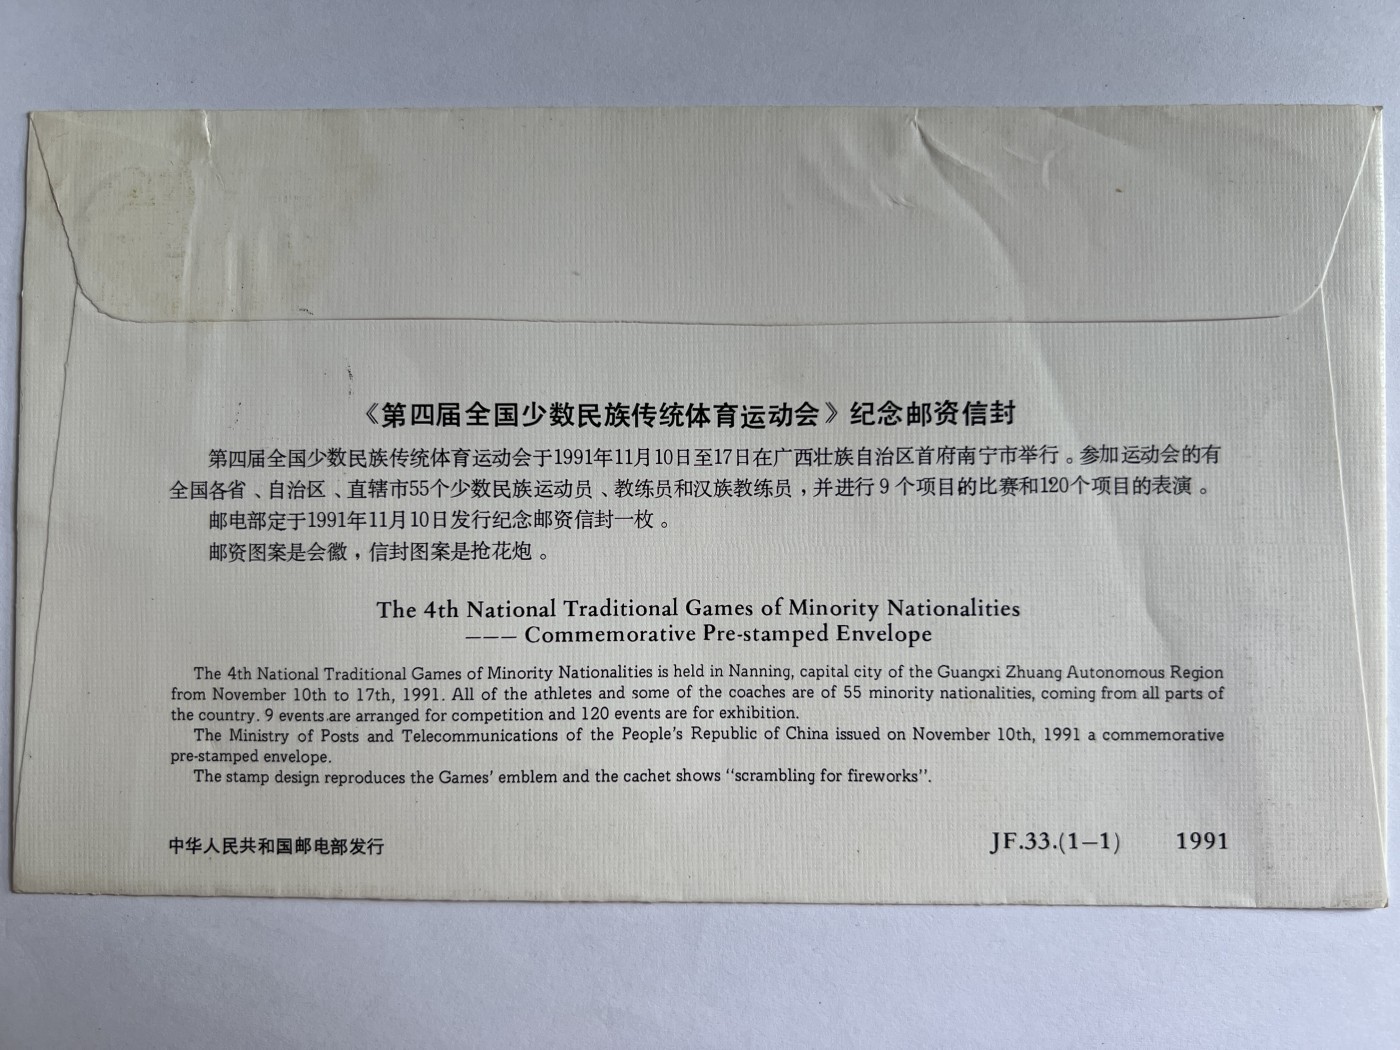 《第四届全国少数民族传统体育运动会》纪念邮资信封
第四届全国少数民族传统体育运动会于1991年11月10日至17日在广西壮族自治区首府南宁市举行。参加运动会的有
全国各省、自治区、直辖市55个少数民族运动员、教练员和汉族教练员,并进行9个项目的比赛和120个项目的表演。
邮电部定于1991年11月10日发行纪念邮资信封一枚。
邮资图案是会徽,信封图案是抢花炮。
The 4th National Traditional Games of Minority Nationalities
––– Commemorative Pre-stamped Envelope
The 4th National Traditional Games of Minority Nationalities is held in Nanning, capital city of the Guangxi Zhuang Autonomous Region
from November 10th to 17th, 1991. All of the athletes and some of the coaches are of 55 minority nationalities, coming from all parts of
the country. 9 events are arranged for competition and 120 events are for exhibition.
The Ministry of Posts and Telecommunications of the People's Republic of China issued on November 10th, 1991 a commemorative
pre-stamped envelope.
The stamp design reproduces the Games' emblem and the cachet shows "scrambling for fireworks".
中华人民共和国邮电部发行
JF.33.(1–1) 1991